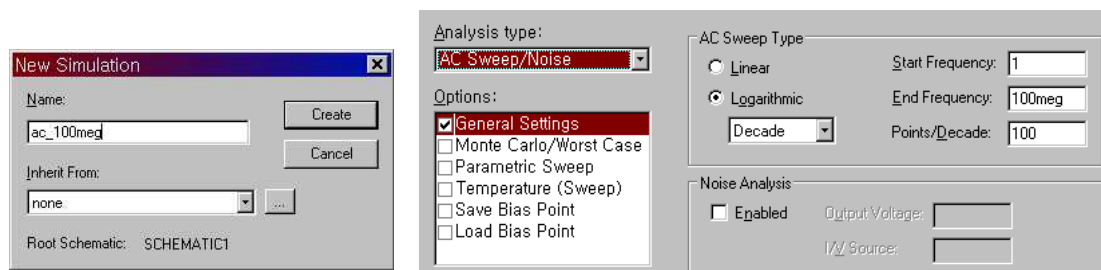 New Simulation
Name:
Create
ac_100meg
Cancel
Inherit From:
none
...
Root Schematic: SCHEMATIC1
Analysis type:
AC Sweep/Noise
Options:
General Settings
Monte Carlo/Worst Case
Parametric Sweep
Temperature (Sweep)
Save Bias Point
Load Bias Point
AC Sweep Type
Linear
Start Frequency: 1
Logarithmic
End Frequency: 100meg
Decade
Points/Decade: 100
Noise Analysis
Enabled
Output Voltage:
I/V Source: